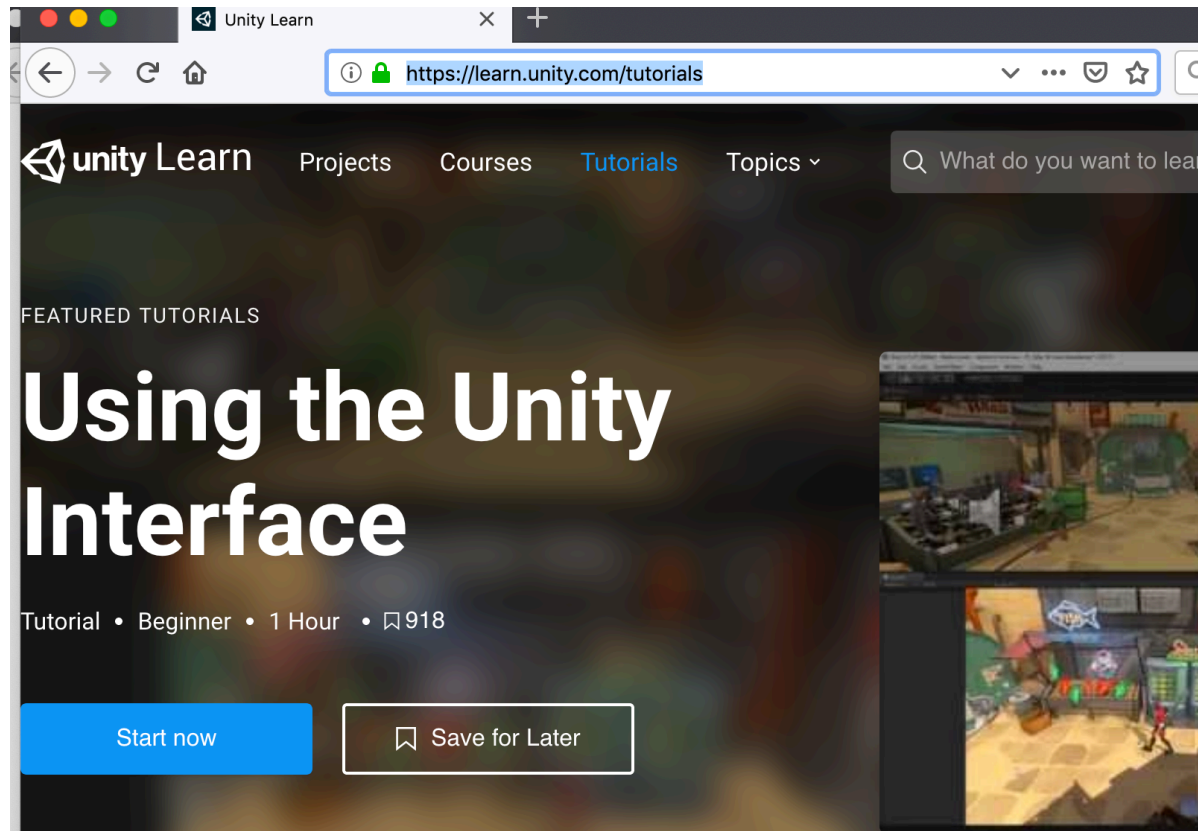 Unity Learn
https://learn.unity.com/tutorials
unity Learn Projects Courses Tutorials Topics What do you want to lear
FEATURED TUTORIALS
Using the Unity
Interface
Tutorial • Beginner • 1 Hour • 918
Start now Save for Later